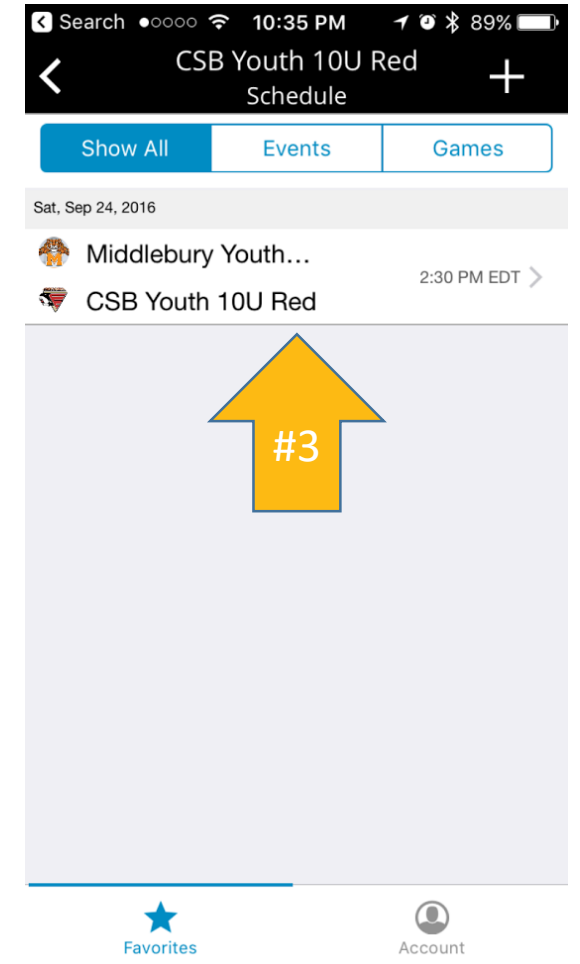 Search 10:35 PM 89%
CSB Youth 10U Red
Schedule
Show All Events Games
Sat, Sep 24, 2016
Middlebury Youth…
2:30 PM EDT
CSB Youth 10U Red
#3
Favorites Account